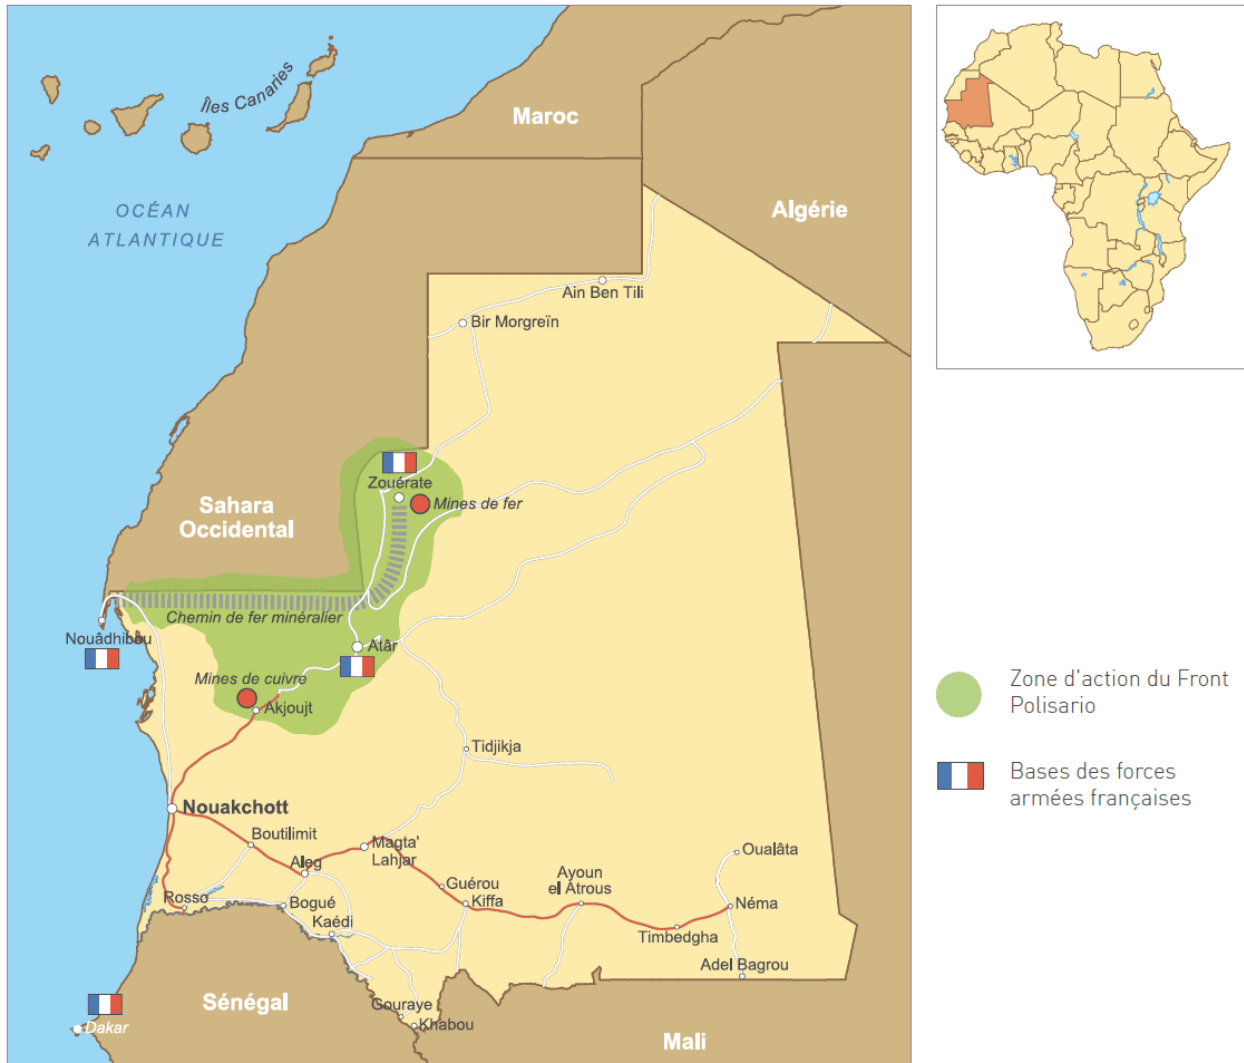 Îles Canaries
Maroc
OCÉAN
ATLANTIQUE
Algérie
Ain Ben Tili
Bir Morgreïn
Zouérate
Mines de fer
Sahara
Occidental
Chemin de fer minéralier
Nouâdhibou
Atâr
Mines de cuivre
Akjoujt
Tidjikja
Nouakchott
Boutilimit
Magta'
Lahjar
Aleg
Oualâta
Ayoun
el Atrous
Guérou
Kiffa
Rosso
Bogué
Néma
Kaédi
Timbedgha
Adel Bagrou
Sénégal
Gouraye
Khabou
Dakar
Mali
Zone d'action du Front
Polisario
Bases des forces
armées françaises